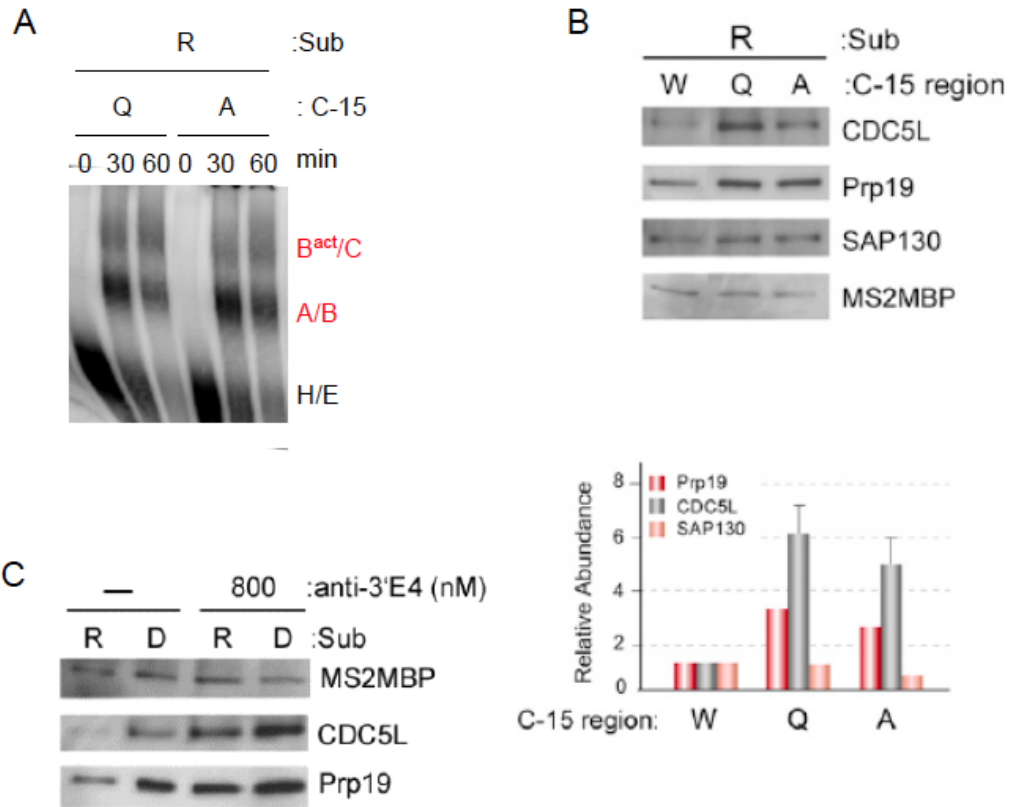 A
R :Sub
Q A : C-15
0 30 60 0 30 60 min
Bact/C
A/B
H/E
B
R :Sub
W Q A :C-15 region
CDC5L
Prp19
SAP130
MS2MBP
8
6
4
2
0
Relative Abundance
Prp19
CDC5L
SAP130
C-15 region: W Q A
C
— 800 :anti-3'E4 (nM)
R D R D :Sub
MS2MBP
CDC5L
Prp19